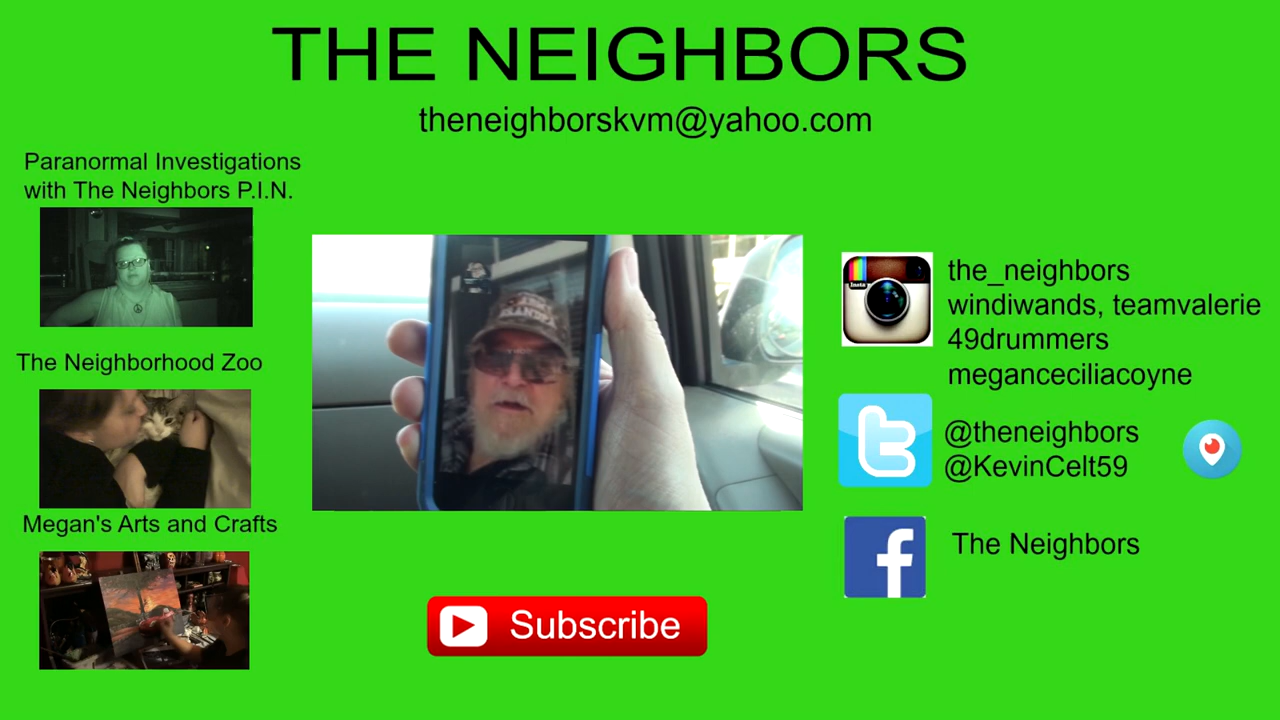 THE NEIGHBORS
theneighborskvm@yahoo.com
Paranormal Investigations
with The Neighbors P.I.N.
The Neighborhood Zoo
Megan's Arts and Crafts
Insta
the_neighbors
windiwands, teamvalerie
49drummers
meganceciliacoyne
@theneighbors
@KevinCelt59
The Neighbors
Subscribe